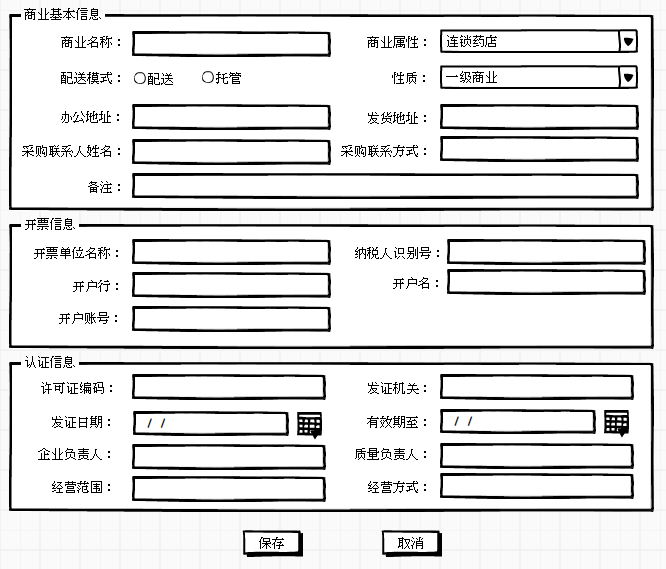 商业基本信息
商业名称： 商业属性： 连锁药店
配送模式： 配送 托管 性质： 一级商业
办公地址： 发货地址：
采购联系人姓名： 采购联系方式：
备注：
开票信息
开票单位名称： 纳税人识别号：
开户行： 开户名：
开户账号：
认证信息
许可证编码： 发证机关：
发证日期： / / 有效期至： / /
企业负责人： 质量负责人：
经营范围： 经营方式：
保存 取消